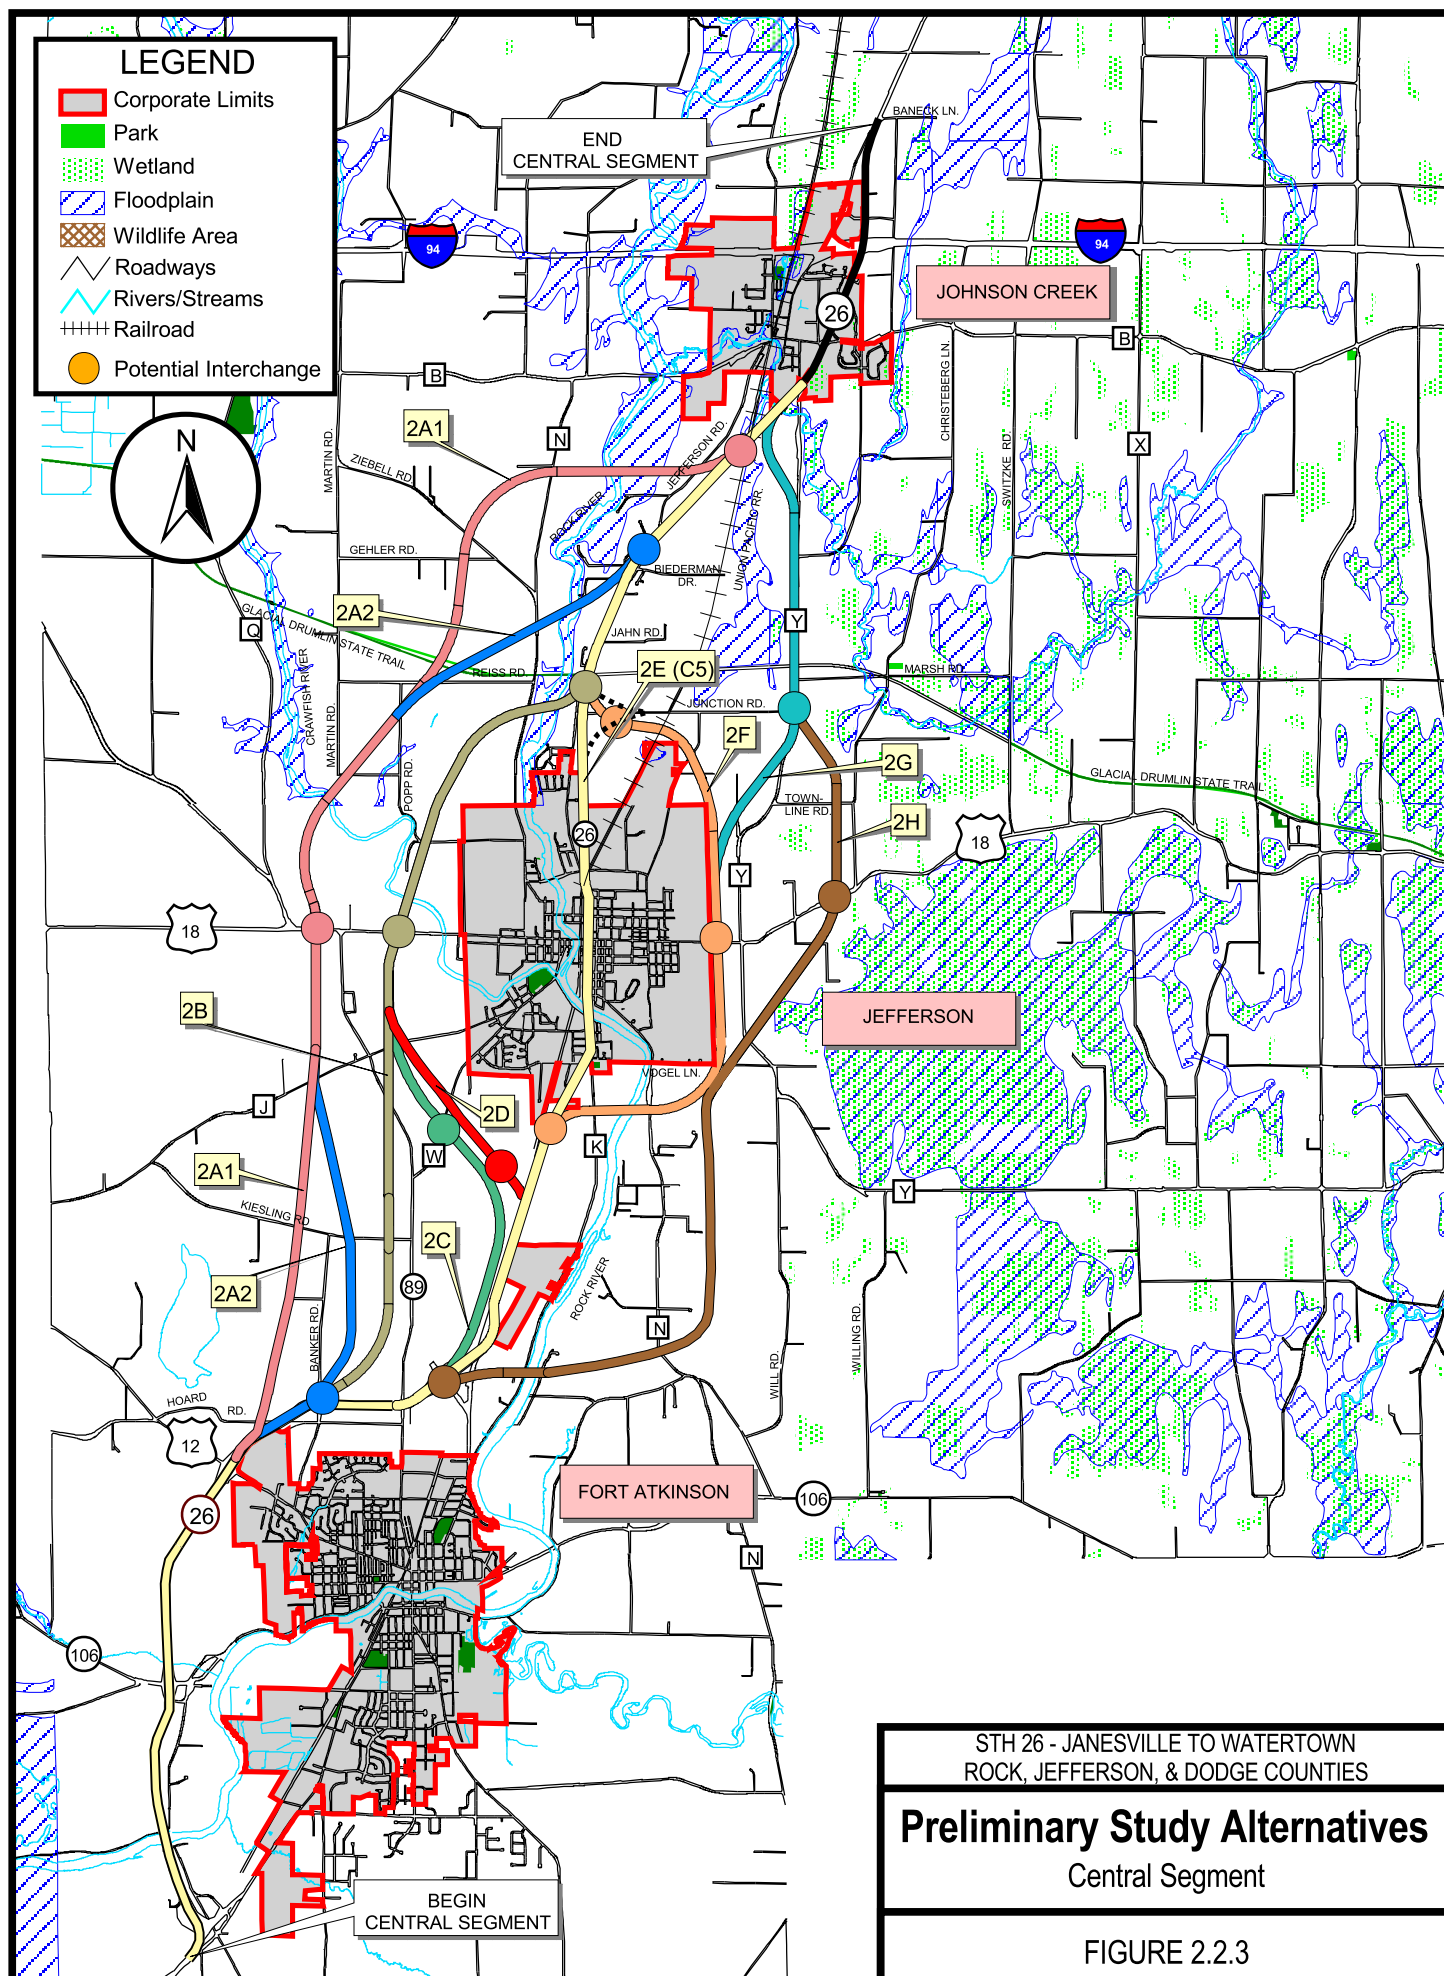 LEGEND
Corporate Limits
Park
Wetland
Floodplain
Wildlife Area
Roadways
Rivers/Streams
Railroad
Potential Interchange
N
END
CENTRAL SEGMENT
BANECK LN.
94
94
JOHNSON CREEK
26
B
B
CHRISTEBERG LN.
2A1
N
JEFFERSON RD.
MARTIN RD.
ZIEBELL RD.
X
SWITZKE RD.
ROCK RIVER
UNION PACIFIC RR.
GEHLER RD.
BIEDERMAN
DR.
2A2
GLACIAL DRUMLIN STATE TRAIL
Q
JAHN RD.
Y
CRAWFISH RIVER
REISS RD.
2E (C5)
MARSH RD.
MARTIN RD.
JUNCTION RD.
2F
2G
POPP RD.
GLACIAL DRUMLIN STATE TRAIL
TOWN-
LINE RD.
2H
26
18
Y
18
2B
JEFFERSON
VOGEL LN.
J
2D
W
K
2A1
Y
KIESLING RD
2C
2A2
89
ROCK RIVER
BANKER RD.
N
WILLING RD.
WILL RD.
HOARD
RD.
12
FORT ATKINSON
106
26
N
106
BEGIN
CENTRAL SEGMENT
STH 26 - JANESVILLE TO WATERTOWN
ROCK, JEFFERSON, & DODGE COUNTIES
Preliminary Study Alternatives
Central Segment
FIGURE 2.2.3